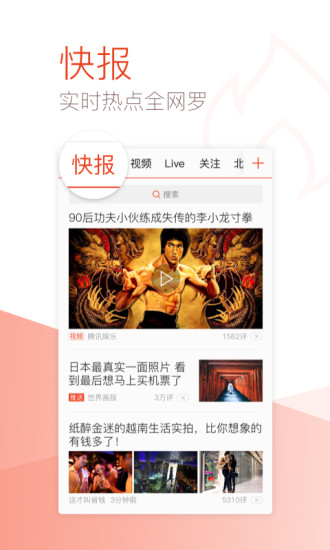 快报
实时热点全网罗
快报 视频 Live 关注 北
搜索
90后功夫小伙练成失传的李小龙寸拳
视频 腾讯娱乐 1562评
日本最真实一面照片 看
到最后想马上买机票了
推送 世界画报 3万评
纸醉金迷的越南生活实拍，比你想象的
有钱多了！
这才叫省钱 3分钟前 5310评